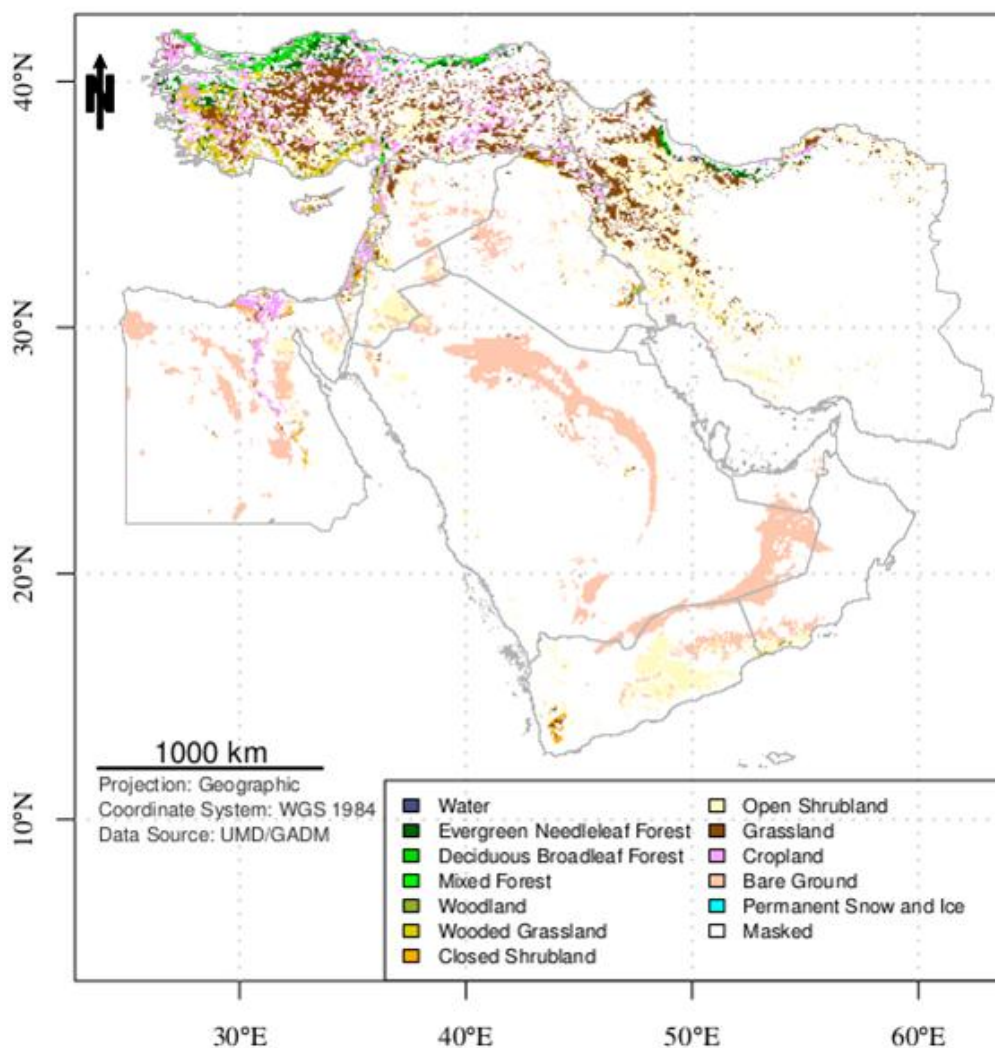 40°N
30°N
20°N
10°N
N
1000 km
Projection: Geographic
Coordinate System: WGS 1984
Data Source: UMD/GADM
Water
Evergreen Needleleaf Forest
Deciduous Broadleaf Forest
Mixed Forest
Woodland
Wooded Grassland
Closed Shrubland
Open Shrubland
Grassland
Cropland
Bare Ground
Permanent Snow and Ice
Masked
30°E
40°E
50°E
60°E